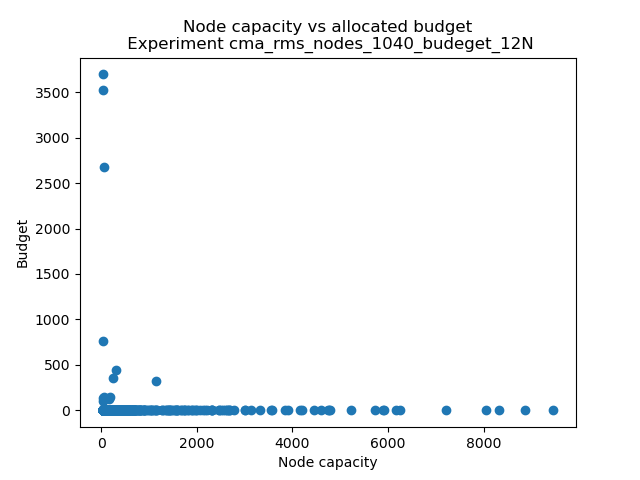 Node capacity vs allocated budget
Experiment cma_rms_nodes_1040_budeget_12N
3500
3000
2500
2000
1500
1000
500
0
Budget
0 2000 4000 6000 8000
Node capacity